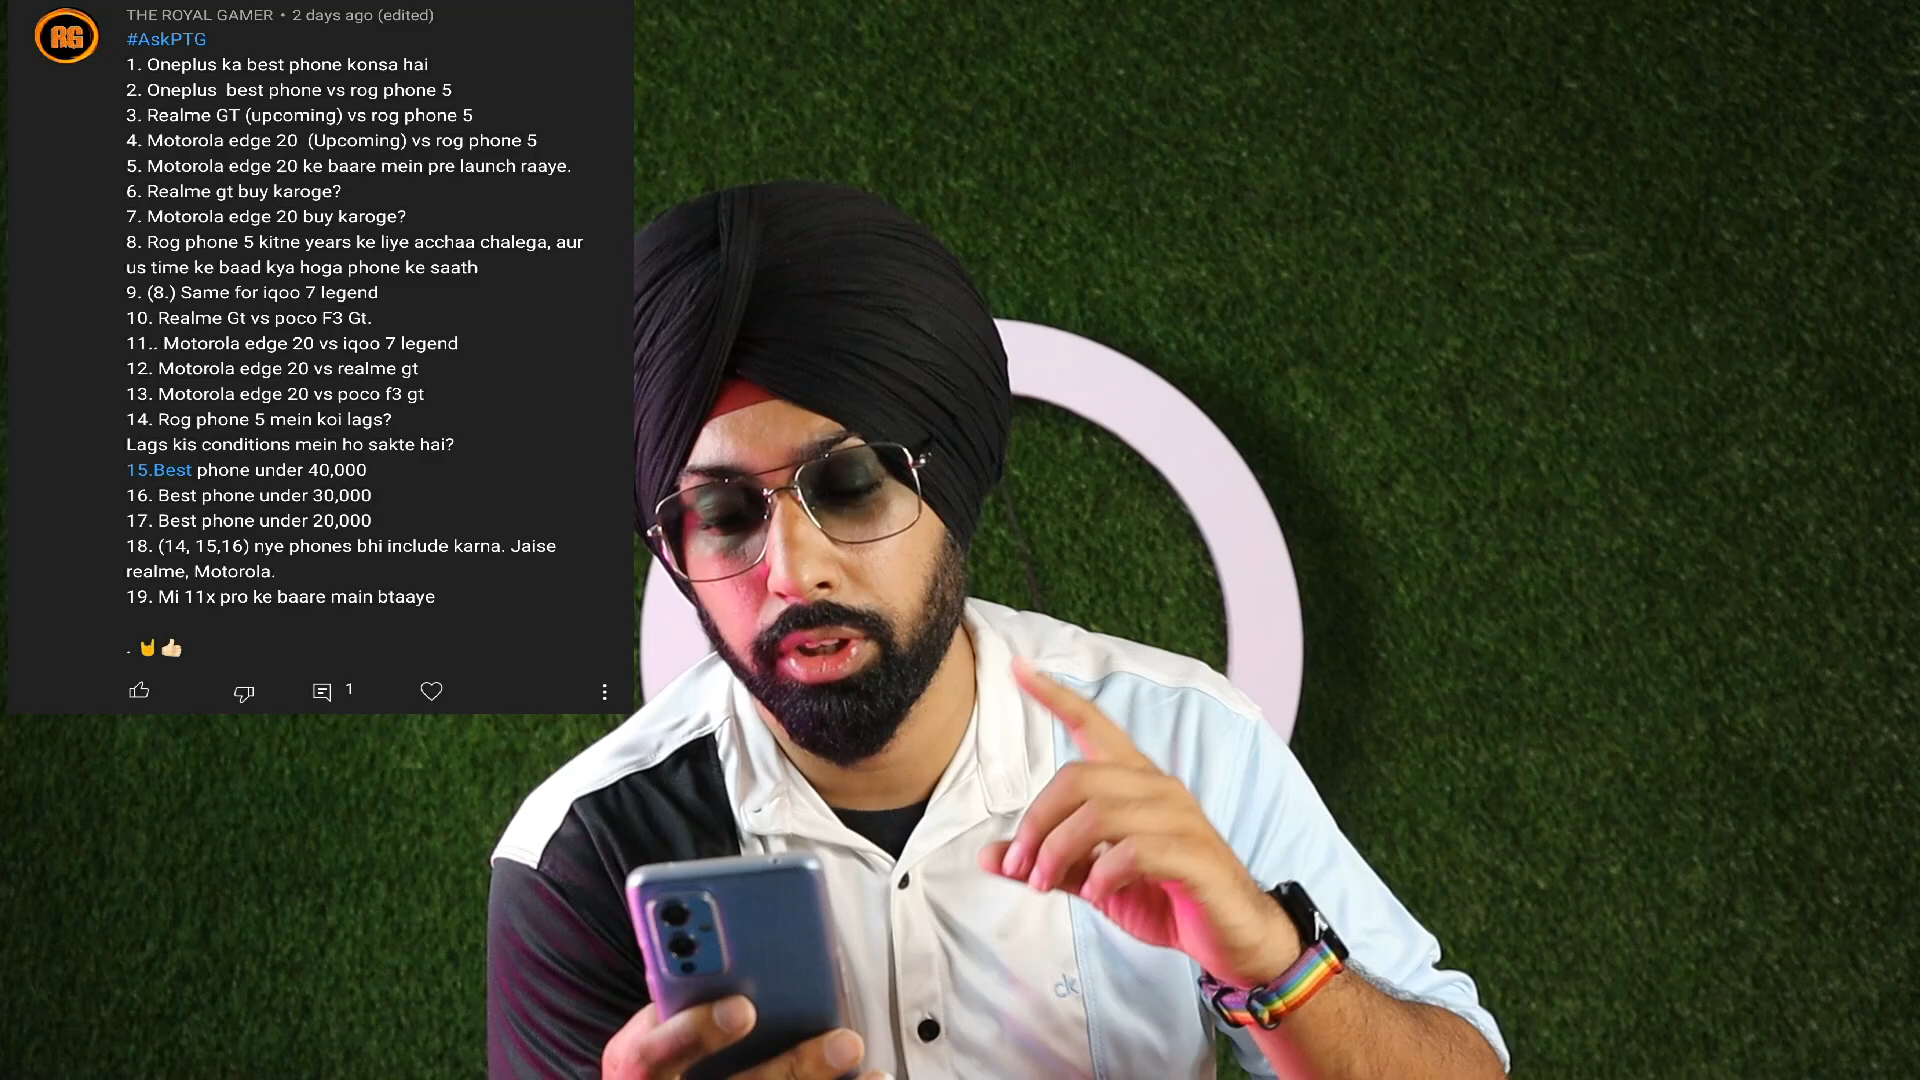 THE ROYAL GAMER • 2 days ago (edited)
RG
#AskPTG
1. Oneplus ka best phone konsa hai
2. Oneplus  best phone vs rog phone 5
3. Realme GT (upcoming) vs rog phone 5
4. Motorola edge 20  (Upcoming) vs rog phone 5
5. Motorola edge 20 ke baare mein pre launch raaye.
6. Realme gt buy karoge?
7. Motorola edge 20 buy karoge?
8. Rog phone 5 kitne years ke liye acchaa chalega, aur
us time ke baad kya hoga phone ke saath
9. (8.) Same for iqoo 7 legend
10. Realme Gt vs poco F3 Gt.
11.. Motorola edge 20 vs iqoo 7 legend
12. Motorola edge 20 vs realme gt
13. Motorola edge 20 vs poco f3 gt
14. Rog phone 5 mein koi lags?
Lags kis conditions mein ho sakte hai?
15.Best phone under 40,000
16. Best phone under 30,000
17. Best phone under 20,000
18. (14, 15,16) nye phones bhi include karna. Jaise
realme, Motorola.
19. Mi 11x pro ke baare main btaaye
. 🤘👍🏻
1
ck